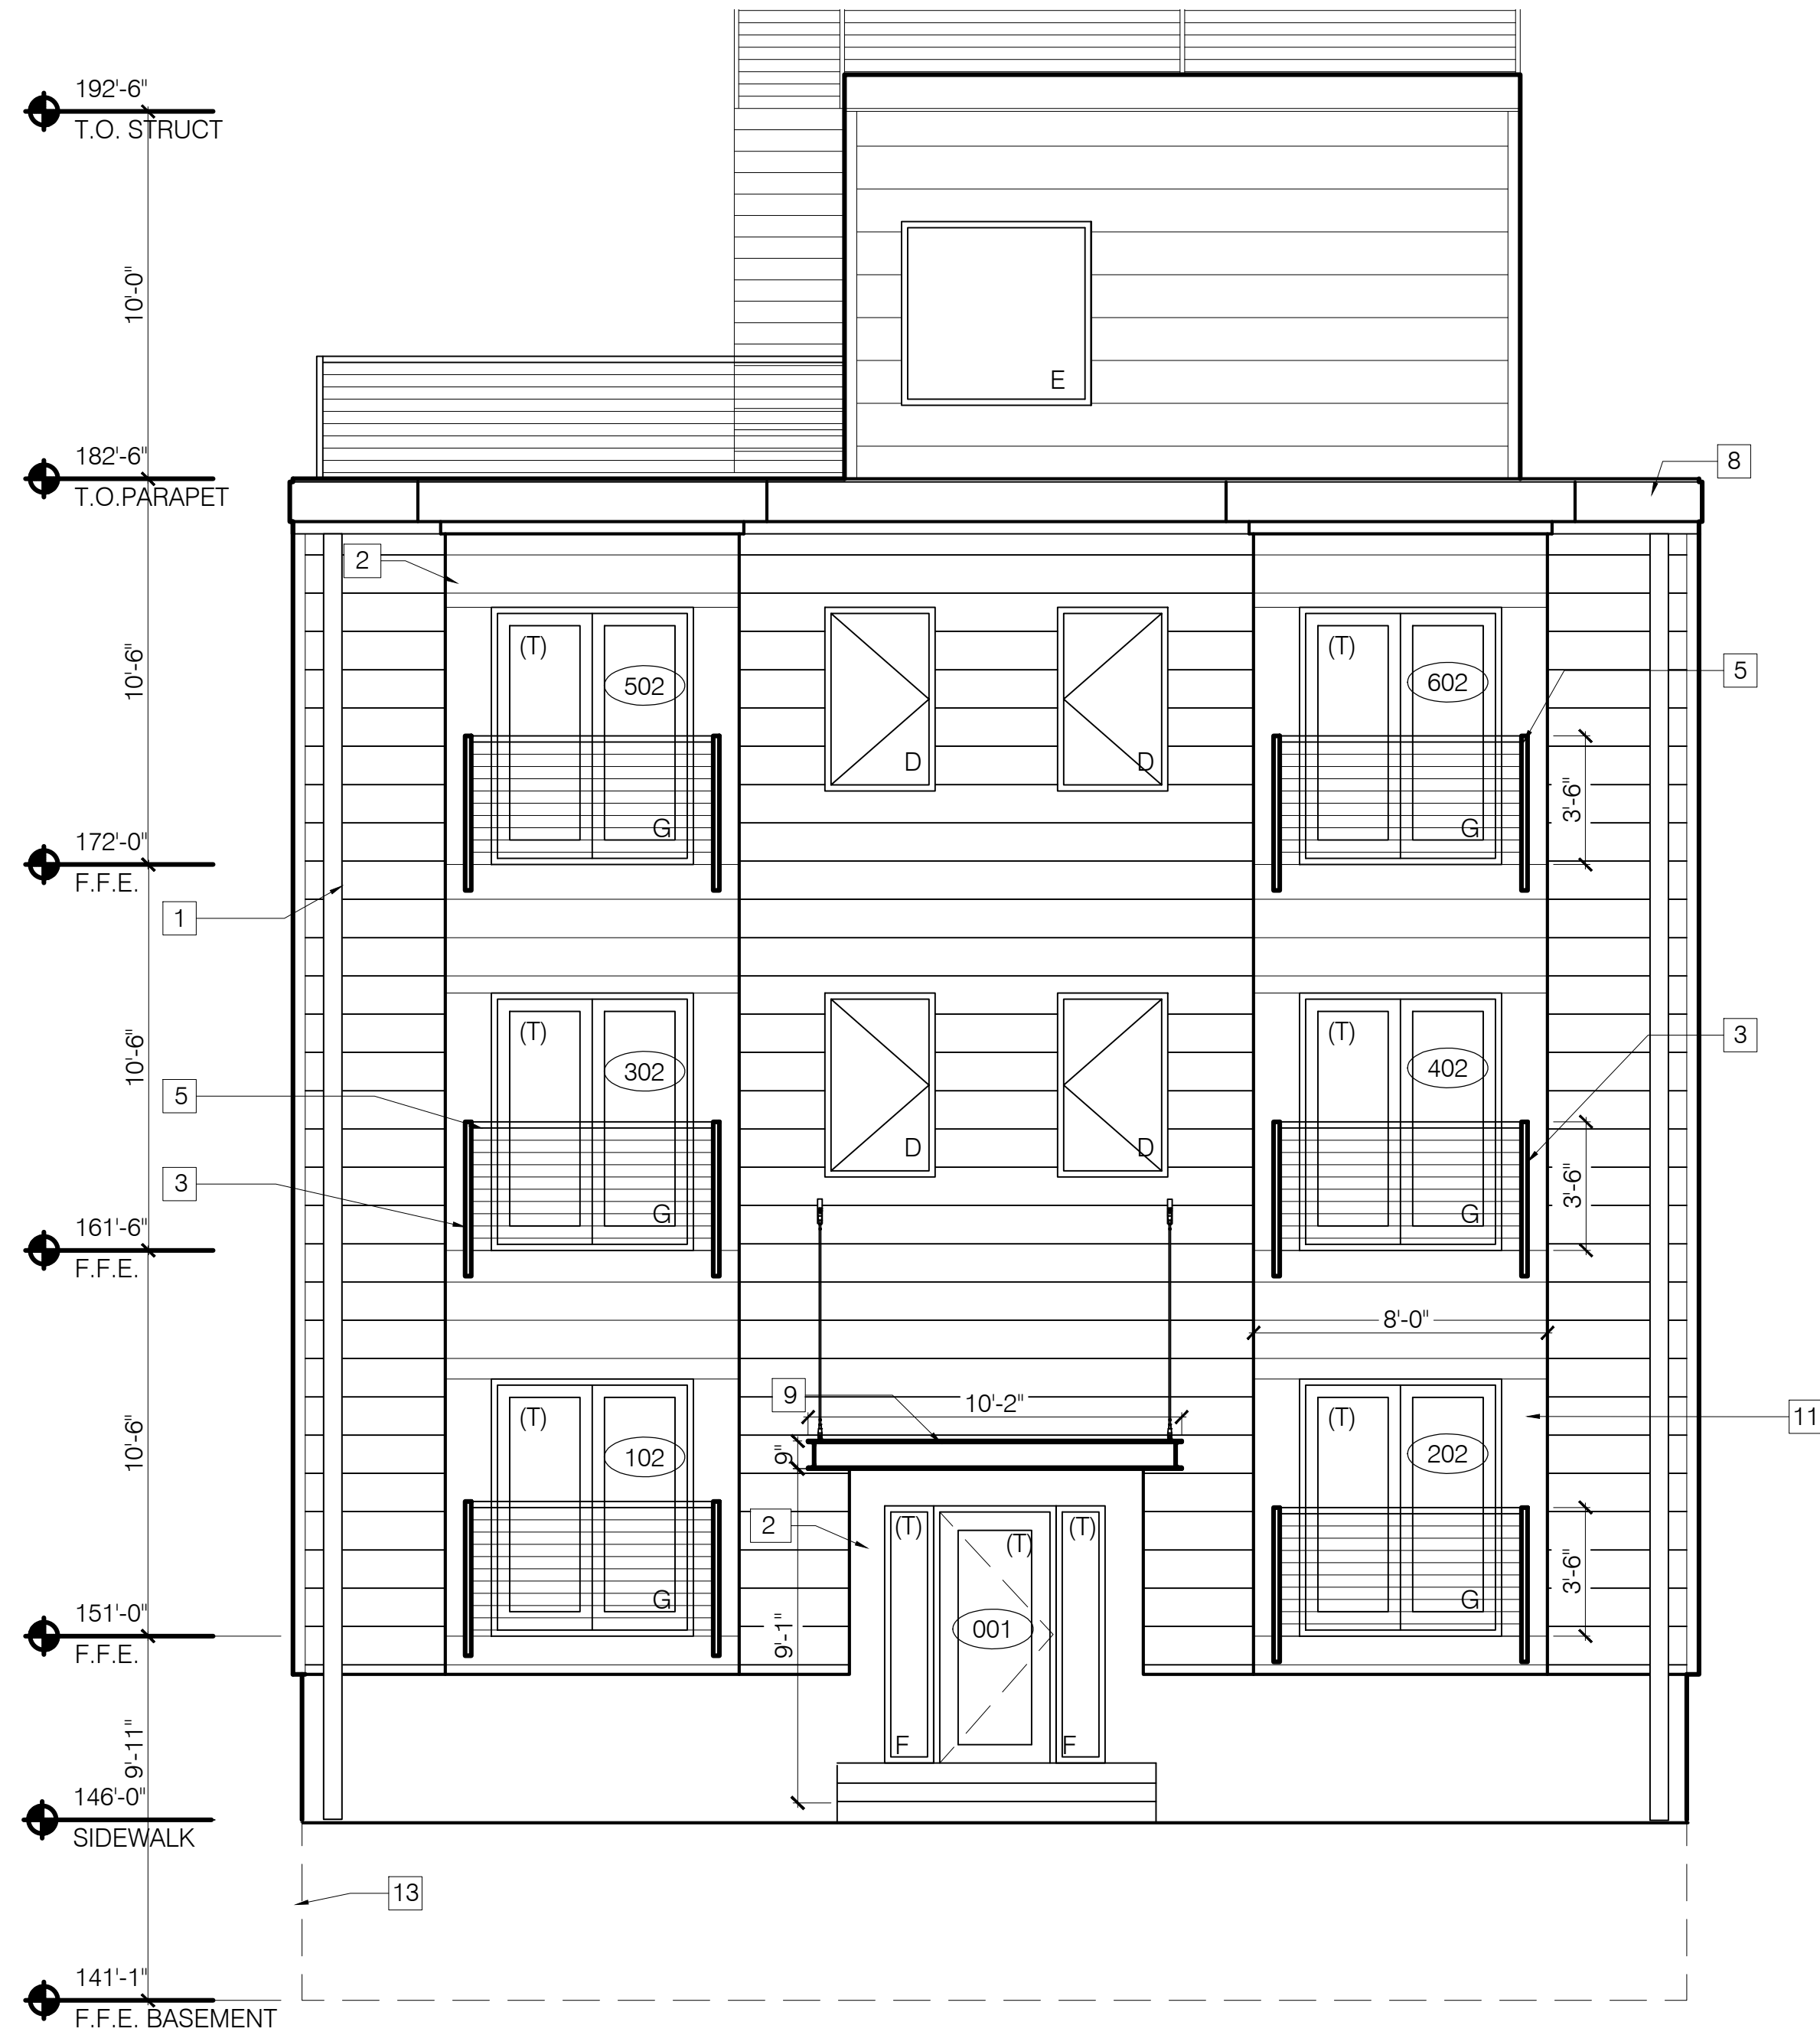 192'-6"
T.O. STRUCT
10'-0"
E
182'-6"
T.O.PARAPET
8
2
10'-6"
(T)
502
G
D
D
(T)
602
G
5
3'-6"
172'-0"
F.F.E.
1
10'-6"
(T)
302
G
D
D
(T)
402
G
3
3'-6"
5
3
161'-6"
F.F.E.
8'-0"
10'-6"
(T)
102
G
9
10'-2"
9"
(T)
202
G
11
3'-6"
2
(T)
(T)
(T)
001
9'-1"
F
F
151'-0"
F.F.E.
9'-11"
146'-0"
SIDEWALK
13
141'-1"
F.F.E. BASEMENT